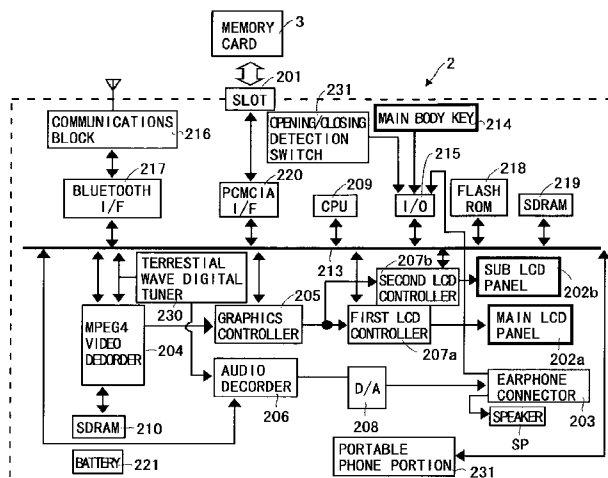 MEMORY
CARD
3
2
201
231
SLOT
COMMUNICATIONS
BLOCK
216
OPENING/CLOSING
DETECTION
SWITCH
MAIN BODY KEY
214
217
BLUETOOTH
I/F
220
PCMCIA
I/F
209
CPU
215
I/O
218
FLASH
ROM
219
SDRAM
213
TERRESTIAL
WAVE DIGITAL
TUNER
230
207b
SECOND LCD
CONTROLLER
SUB LCD
PANEL
202b
MPEG4
VIDEO
DEDORDER
204
GRAPHICS
CONTROLLER
205
FIRST LCD
CONTROLLER
207a
MAIN LCD
PANEL
202a
AUDIO
DECORDER
206
D/A
208
EARPHONE
CONNECTOR
203
SPEAKER
SP
SDRAM
210
BATTERY
221
PORTABLE
PHONE PORTION
231